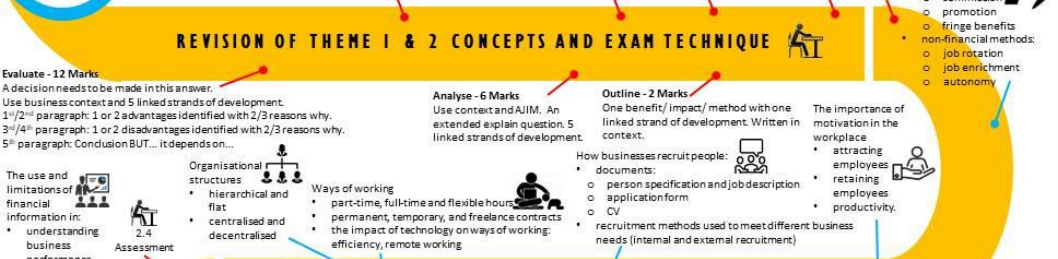 commission
o promotion
o fringe benefits
• non-financial methods:
o job rotation
o job enrichment
o autonomy
REVISION OF THEME 1 & 2 CONCEPTS AND EXAM TECHNIQUE
Evaluate - 12 Marks
A decision needs to be made in this answer.
Use business context and 5 linked strands of development.
1st/2nd paragraph: 1 or 2 advantages identified with 2/3 reasons why.
3rd/4th paragraph: 1 or 2 disadvantages identified with 2/3 reasons why.
5th paragraph: Conclusion BUT... it depends on...
Analyse - 6 Marks
Use context and AJIM. An
extended explain question. 5
linked strands of development.
Outline - 2 Marks
One benefit/ impact/ method with one
linked strand of development. Written in
context.
The importance of
motivation in the
workplace
• attracting
employees
• retaining
employees
• productivity.
How businesses recruit people:
• documents:
o person specification and job description
o application form
o CV
• recruitment methods used to meet different business
needs (internal and external recruitment)
Ways of working
• part-time, full-time and flexible hours
• permanent, temporary, and freelance contracts
• the impact of technology on ways of working:
efficiency, remote working
Organisational
structures
• hierarchical and
flat
• centralised and
decentralised
2.4
Assessment
The use and
limitations of
financial
information in:
• understanding
business
performance